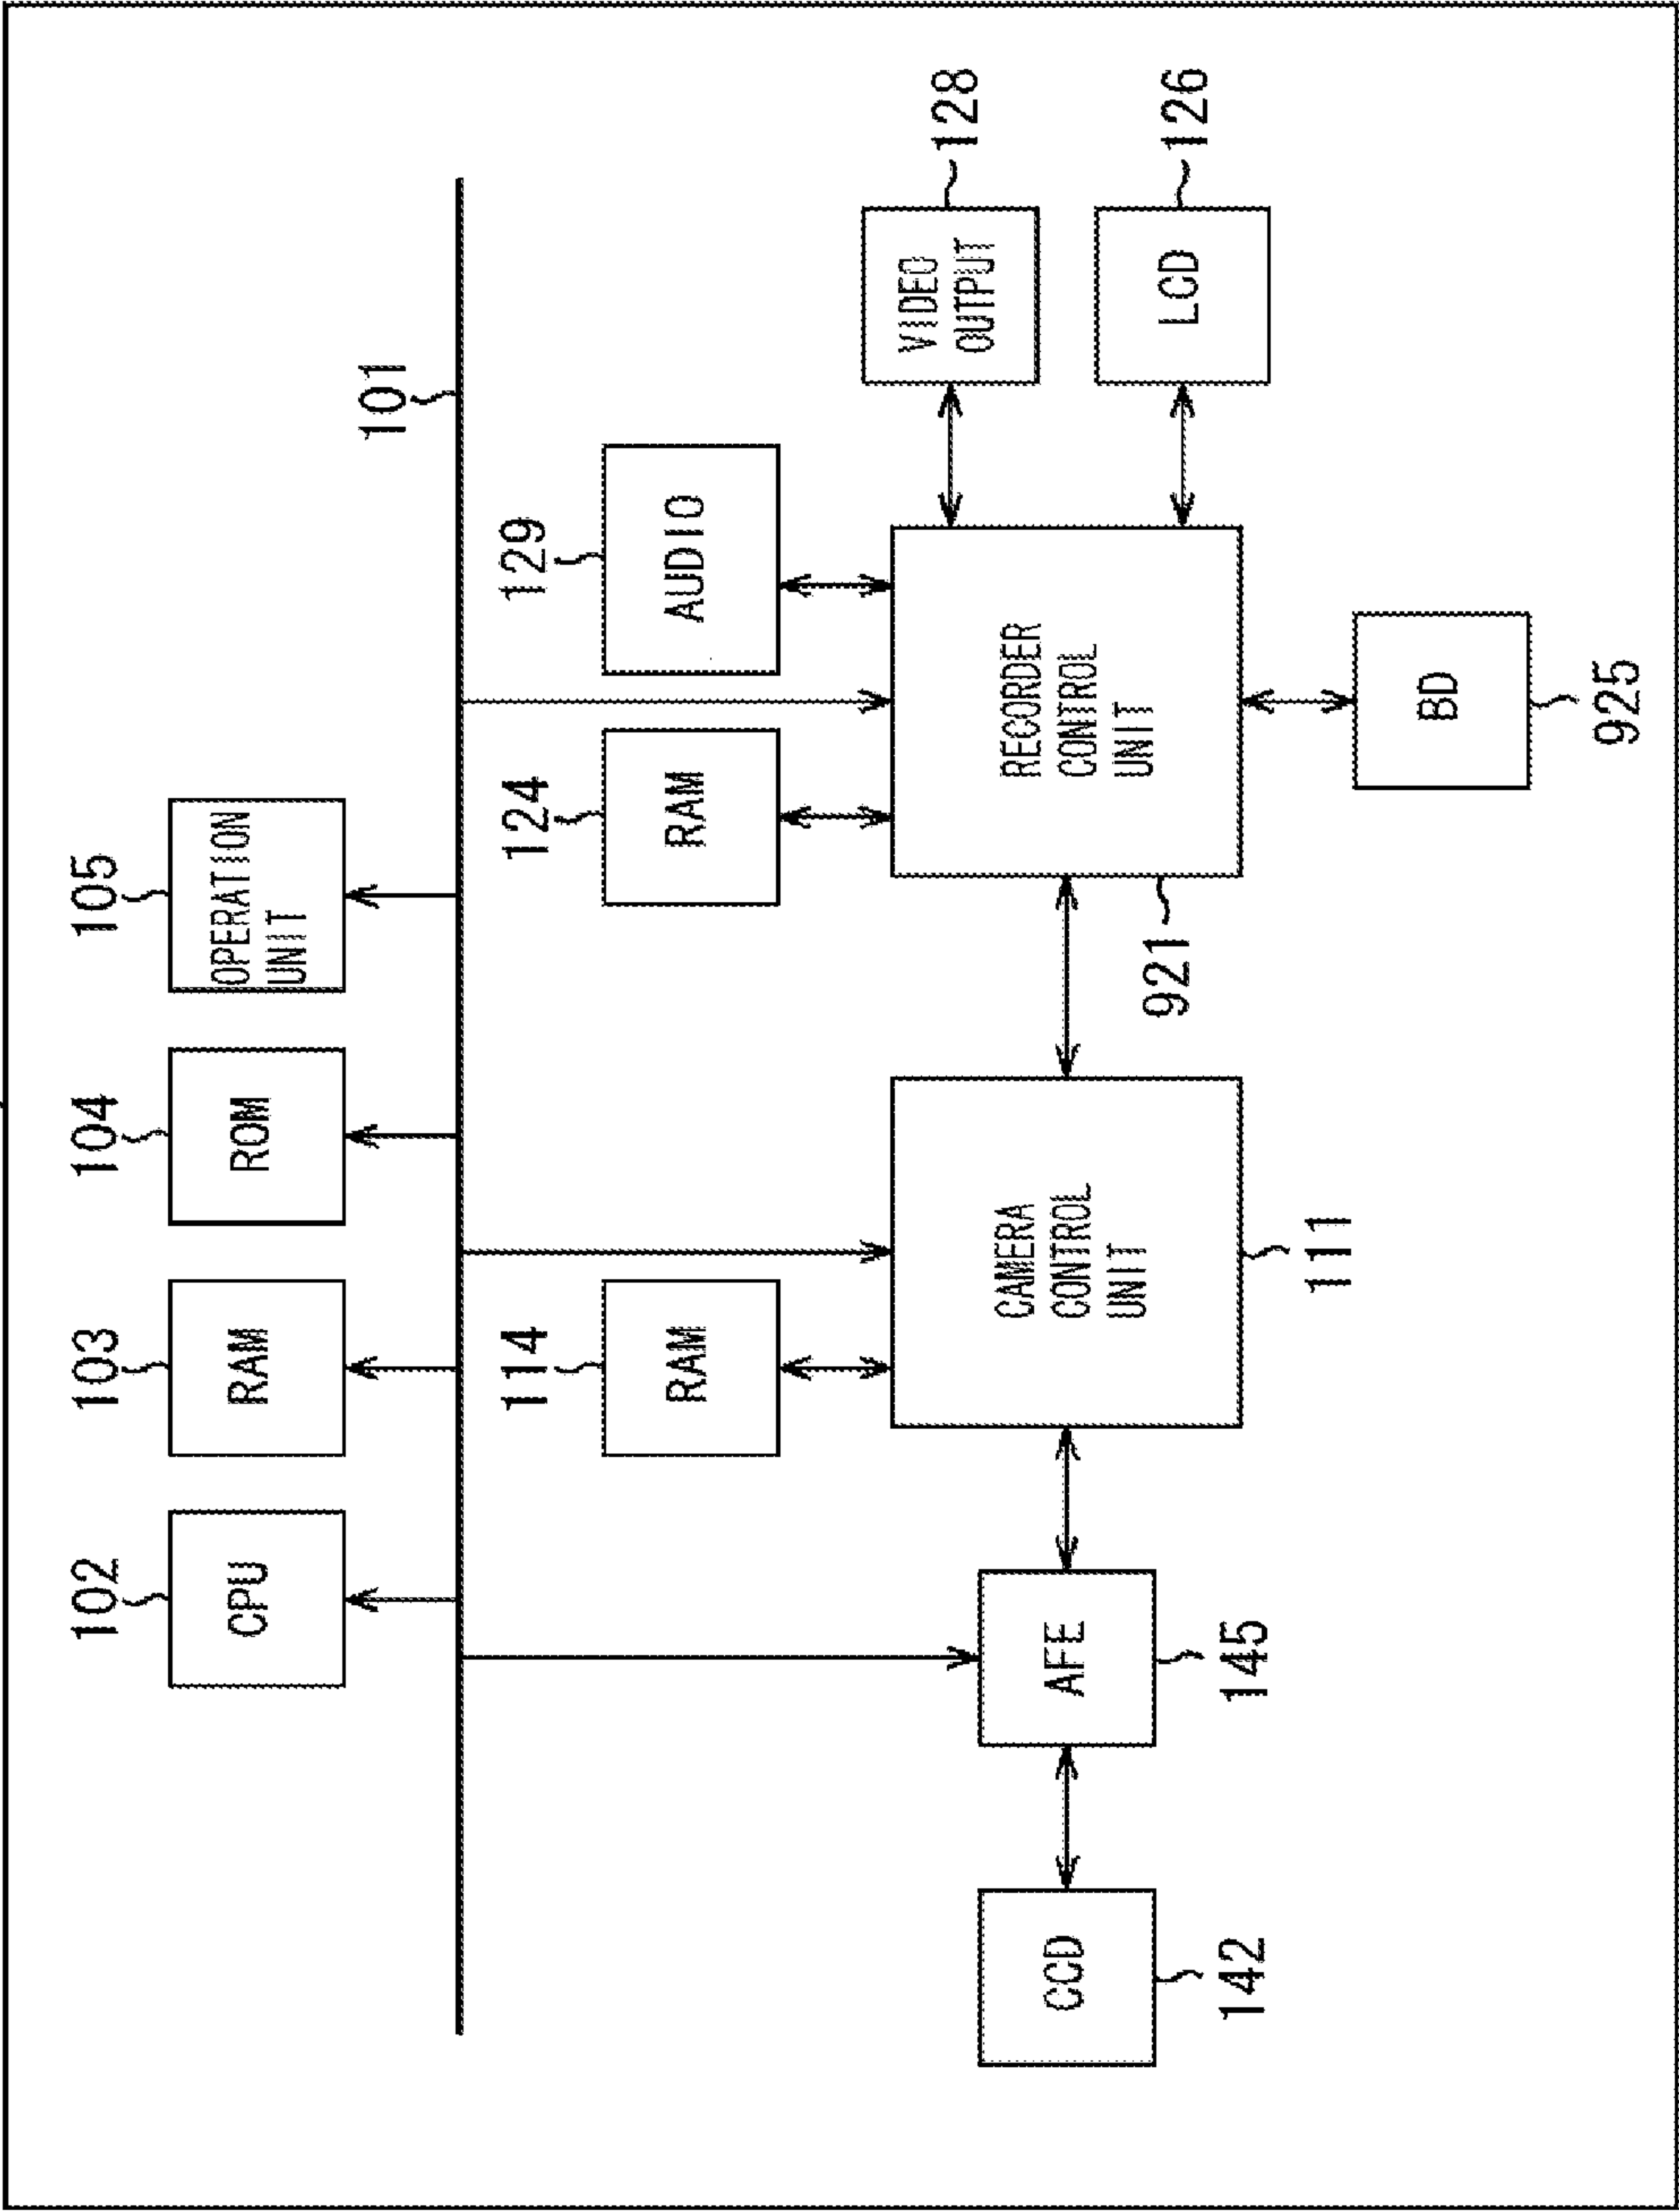 102
103
104
105
CPU
RAM
ROM
OPERATION
UNIT
101
114
124
129
RAM
RAM
AUDIO
CCD
142
AFE
145
CAMERA
CONTROL
UNIT
111
921
RECORDER
CONTROL
UNIT
VIDEO
OUTPUT
128
LCD
126
BD
925